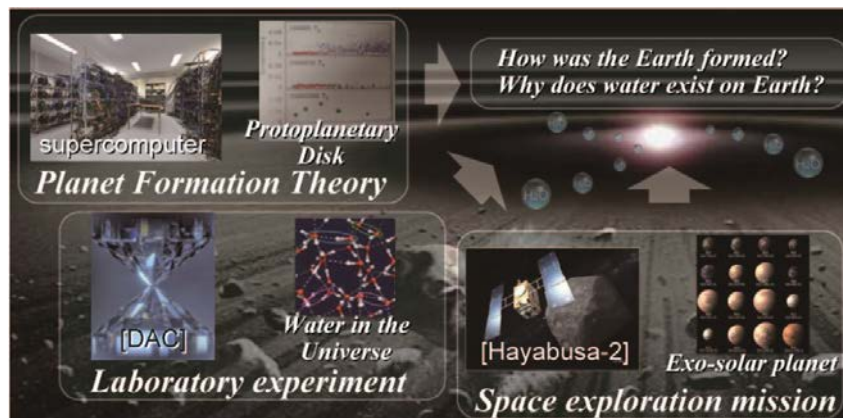 supercomputer
Protoplanetary
Disk
Planet Formation Theory
How was the Earth formed?
Why does water exist on Earth?
H2O
[DAC]
Water in the
Universe
Laboratory experiment
[Hayabusa-2]
Exo-solar planet
Space exploration mission